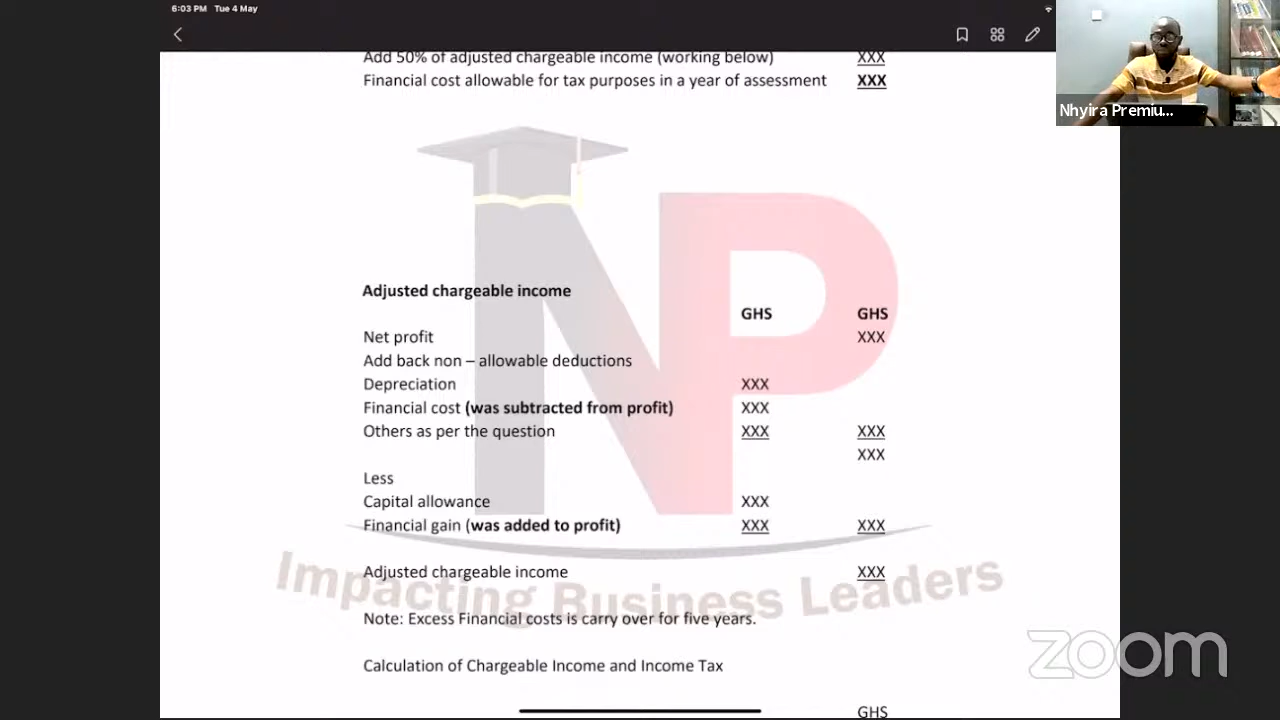 6:03 PM Tue 4 May
Add 50% of adjusted chargeable income (working below) XXX
Financial cost allowable for tax purposes in a year of assessment XXX
Nhyira Premiu...
NP
Adjusted chargeable income
GHS GHS
Net profit XXX
Add back non – allowable deductions
Depreciation XXX
Financial cost (was subtracted from profit) XXX
Others as per the question XXX XXX
XXX
Less
Capital allowance XXX
Financial gain (was added to profit) XXX XXX
Adjusted chargeable income XXX
Impacting Business Leaders
Note: Excess Financial costs is carry over for five years.
zoom
Calculation of Chargeable Income and Income Tax
GHS